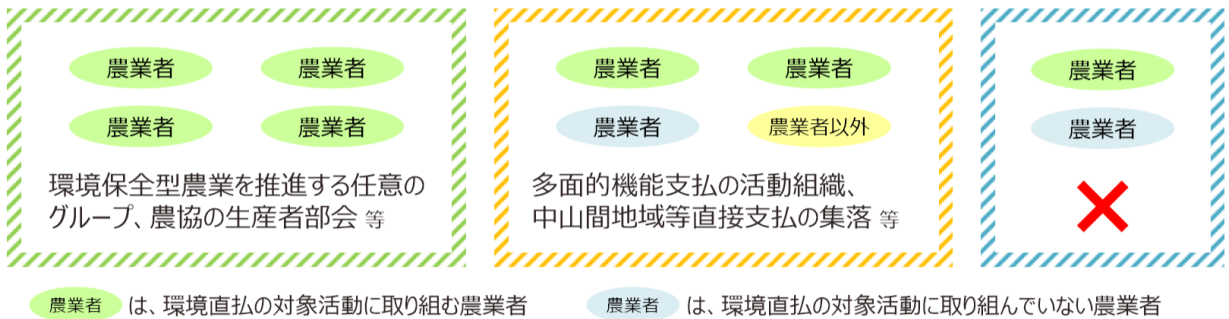 農業者 農業者
農業者 農業者
環境保全型農業を推進する任意の
グループ、農協の生産者部会 等
農業者 農業者
農業者 農業者以外
多面的機能支払の活動組織、
中山間地域等直接支払の集落 等
農業者
農業者
農業者 は、環境直払の対象活動に取り組む農業者
農業者 は、環境直払の対象活動に取り組んでいない農業者